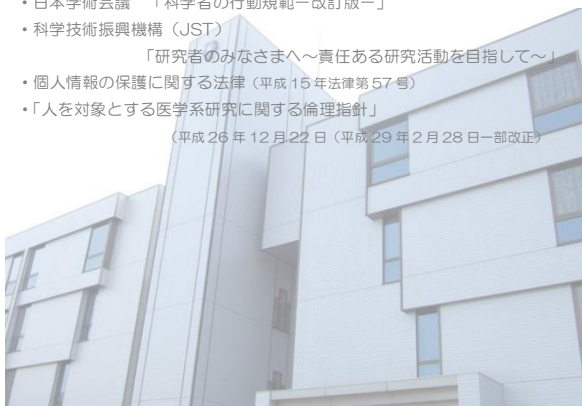 ・日本学術会議　「科学者の行動規範－改訂版－」
・科学技術振興機構（JST）
「研究者のみなさまへ～責任ある研究活動を目指して～」
・個人情報の保護に関する法律（平成 15 年法律第 57 号）
・「人を対象とする医学系研究に関する倫理指針」
（平成 26 年 12 月 22 日（平成 29 年 2 月 28 日一部改正）